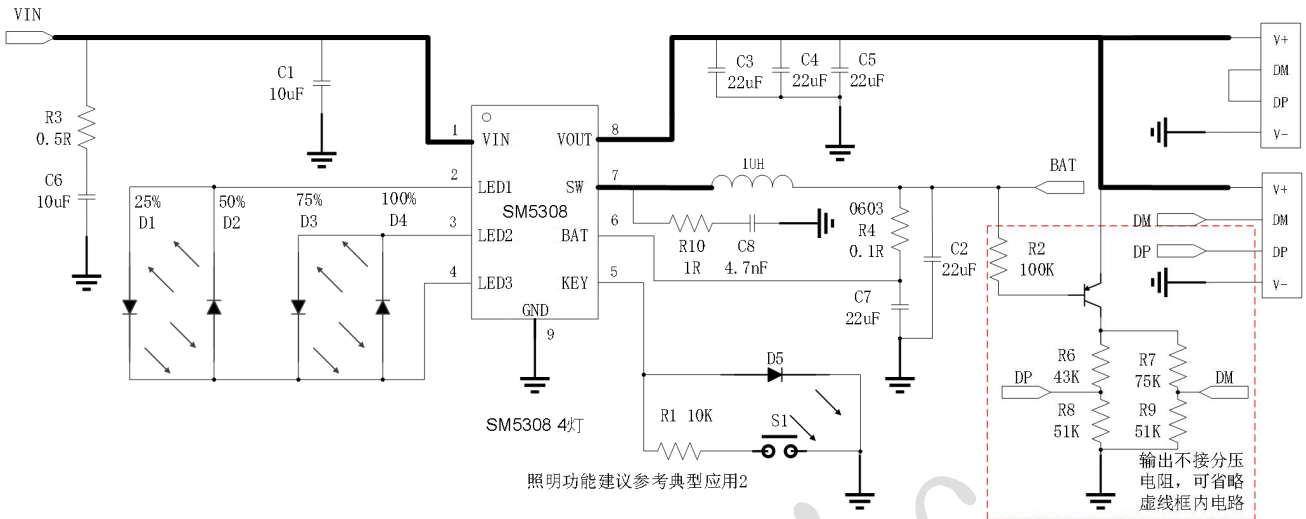 VIN
C1
10uF
R3
0.5R
C6
10uF
C3
22uF
C4
22uF
C5
22uF
1
VIN
VOUT
8
2
LED1
SW
7
1UH
SM5308
3
LED2
BAT
6
4
LED3
KEY
5
GND
9
25%
D1
50%
D2
75%
D3
100%
D4
R10
1R
C8
4.7nF
0603
R4
0.1R
C2
22uF
C7
22uF
BAT
R2
100K
V+
DM
DP
V-
V+
DM
DP
V-
DM
DP
R6
43K
R7
75K
DP
DM
R8
51K
R9
51K
D5
R1 10K
S1
SM5308 4灯
照明功能建议参考典型应用2
输出不接分压
电阻，可省略
虚线框内电路